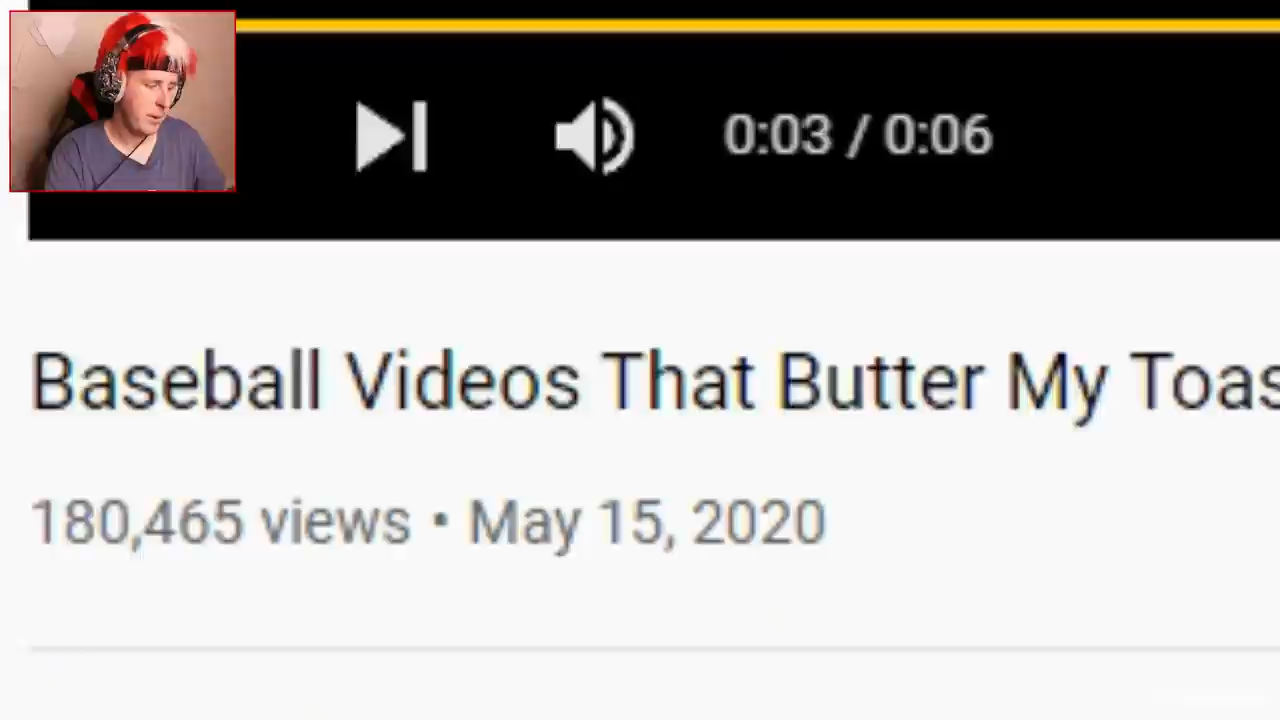 0:03 / 0:06
Baseball Videos That Butter My Toas
180,465 views • May 15, 2020